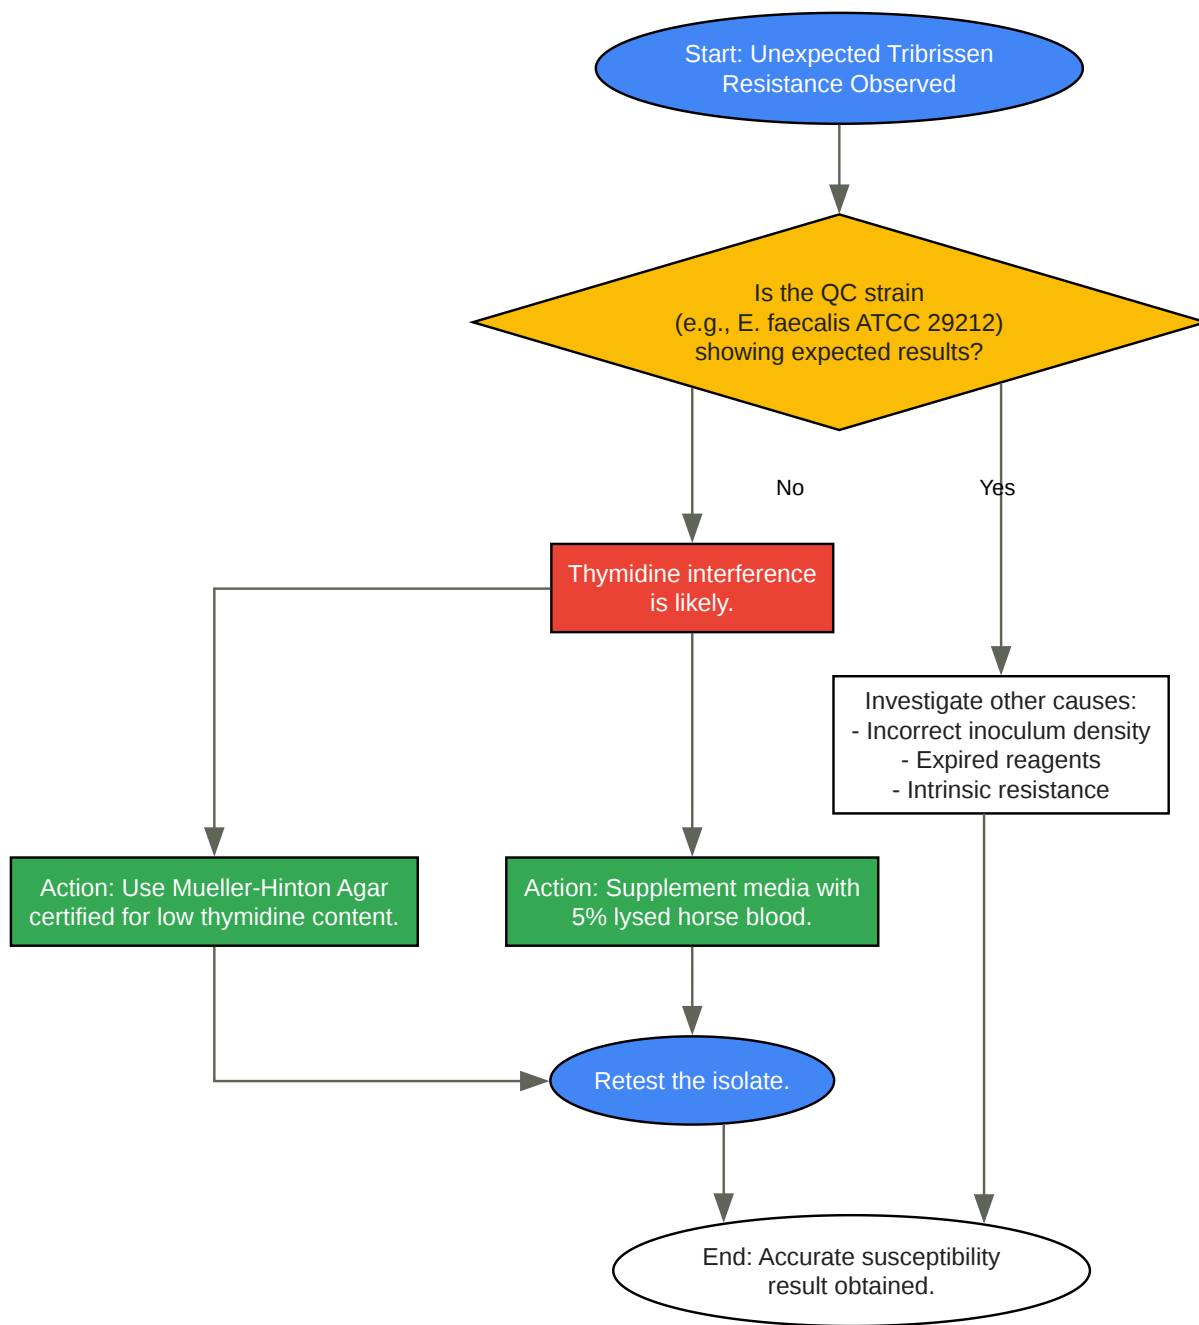 Start: Unexpected Tribrissen
Resistance Observed
Is the QC strain
(e.g., E. faecalis ATCC 29212)
showing expected results?
No
Yes
Thymidine interference
is likely.
Investigate other causes:
- Incorrect inoculum density
- Expired reagents
- Intrinsic resistance
Action: Use Mueller-Hinton Agar
certified for low thymidine content.
Action: Supplement media with
5% lysed horse blood.
Retest the isolate.
End: Accurate susceptibility
result obtained.